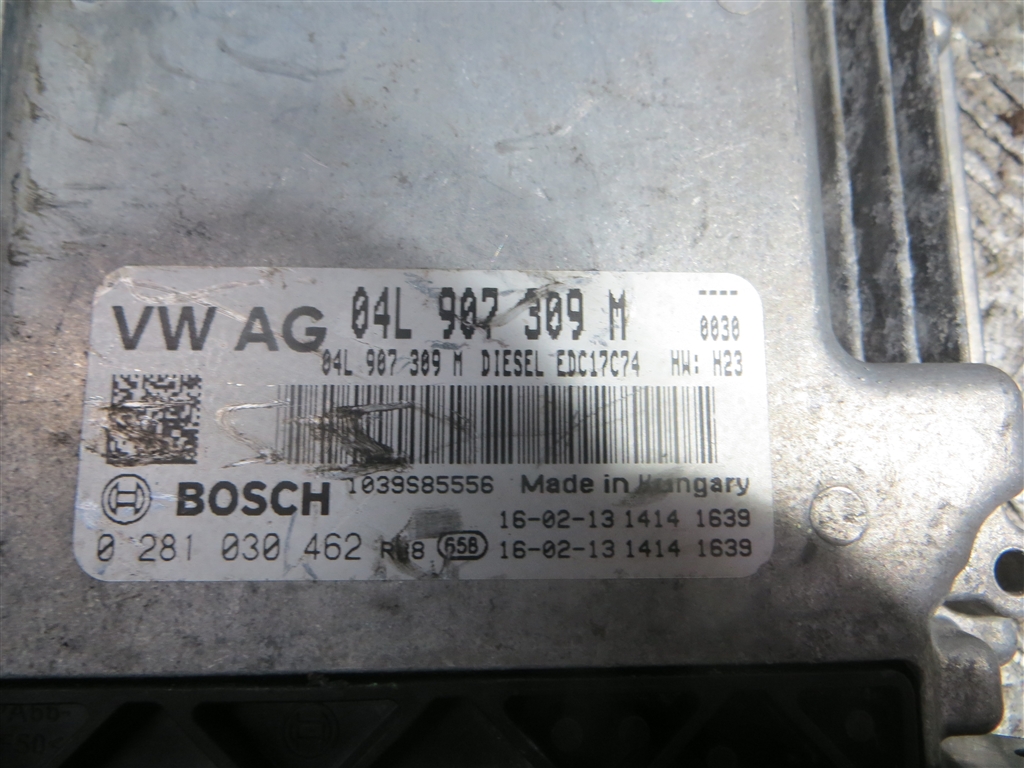 VW AG 04L 907 309 M ----
0030
04L 907 309 M DIESEL EDC17C74 HW: H23
BOSCH 1039S85556 Made in Hungary
16-02-13 1414 1639
0 281 030 462 658 16-02-13 1414 1639